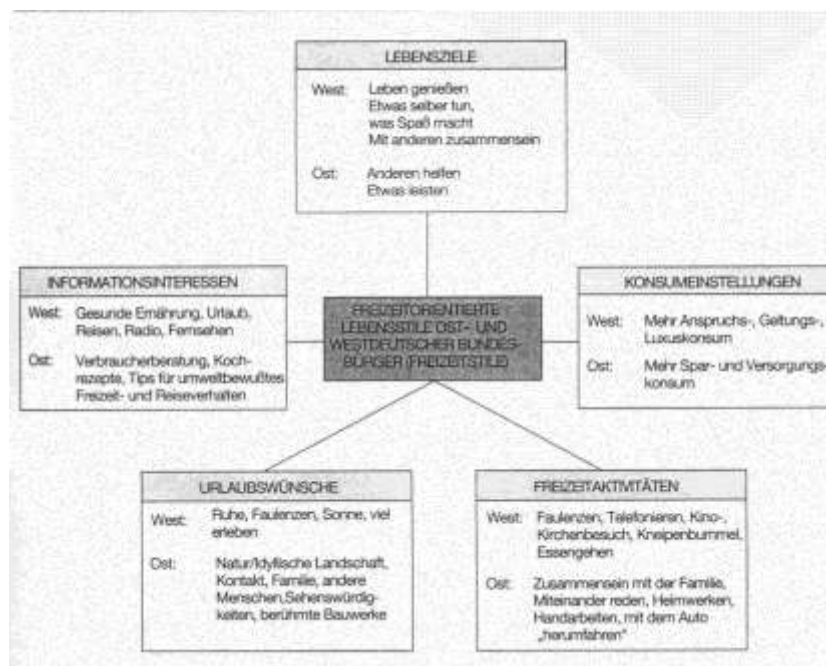 LEBENSZIELE
West: Leben genießen
Etwas selber tun,
was Spaß macht
Mit anderen zusammensein
Ost: Anderen helfen
Etwas leisten
INFORMATIONSINTERESSEN
West: Gesunde Ernährung, Urlaub,
Reisen, Radio, Fernsehen
Ost: Verbraucherberatung, Koch-
rezepte, Tips für umweltbewußtes
Freizeit- und Reiseverhalten
FREIZEITORIENTIERTE
LEBENSSTILE OST- UND
WESTDEUTSCHER BUNDES-
BÜRGER (FREIZEITSTILE)
KONSUMEINSTELLUNGEN
West: Mehr Anspruchs-, Geltungs-,
Luxuskonsum
Ost: Mehr Spar- und Versorgungs-
konsum
URLAUBSWÜNSCHE
West: Ruhe, Faulenzen, Sonne, viel
erleben
Ost: Natur/Idyllische Landschaft,
Kontakt, Familie, andere
Menschen,Sehenswürdig-
keiten, berühmte Bauwerke
FREIZEITAKTIVITÄTEN
West: Faulenzen, Telefonieren, Kino-,
Kirchenbesuch, Kneipenbummel,
Essengehen
Ost: Zusammensein mit der Familie,
Miteinander reden, Heimwerken,
Handarbeiten, mit dem Auto
„herumfahren“